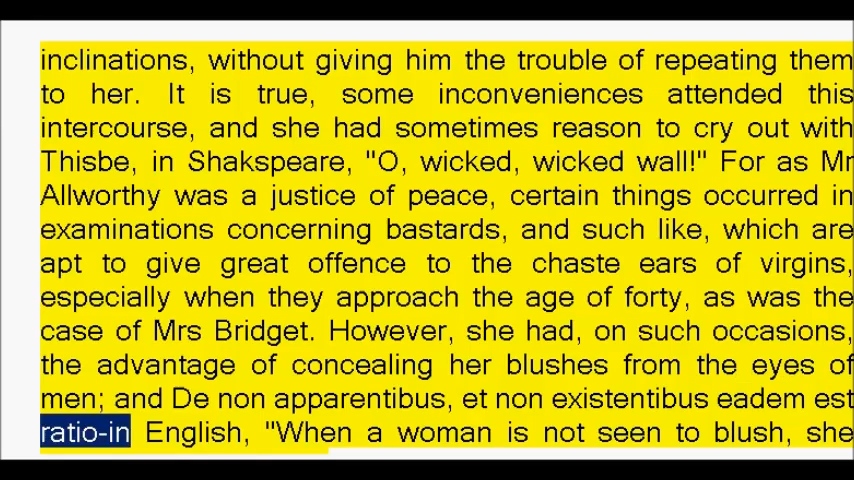 inclinations, without giving him the trouble of repeating them
to her. It is true, some inconveniences attended this
intercourse, and she had sometimes reason to cry out with
Thisbe, in Shakspeare, "O, wicked, wicked wall!" For as Mr
Allworthy was a justice of peace, certain things occurred in
examinations concerning bastards, and such like, which are
apt to give great offence to the chaste ears of virgins,
especially when they approach the age of forty, as was the
case of Mrs Bridget. However, she had, on such occasions,
the advantage of concealing her blushes from the eyes of
men; and De non apparentibus, et non existentibus eadem est
ratio-in English, "When a woman is not seen to blush, she